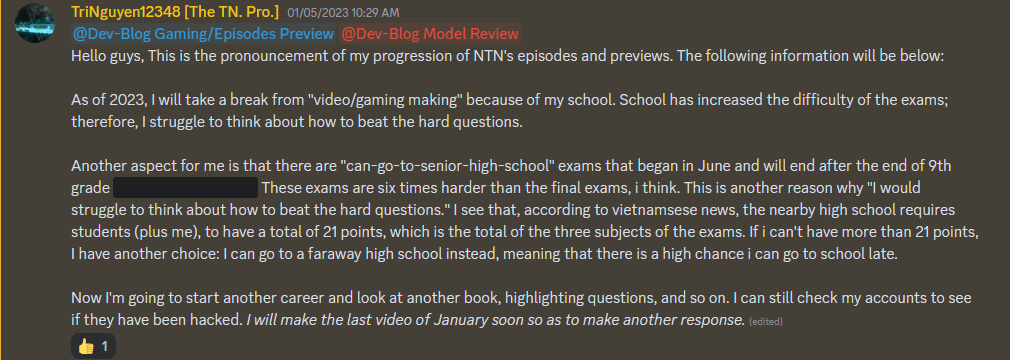 TriNguyen12348 [The TN. Pro.] 01/05/2023 10:29 AM
@Dev-Blog Gaming/Episodes Preview @Dev-Blog Model Review
Hello guys, This is the pronouncement of my progression of NTN's episodes and previews. The following information will be below:
As of 2023, I will take a break from "video/gaming making" because of my school. School has increased the difficulty of the exams;
therefore, I struggle to think about how to beat the hard questions.
Another aspect for me is that there are "can-go-to-senior-high-school" exams that began in June and will end after the end of 9th
grade These exams are six times harder than the final exams, i think. This is another reason why "I would
struggle to think about how to beat the hard questions." I see that, according to vietnamsese news, the nearby high school requires
students (plus me), to have a total of 21 points, which is the total of the three subjects of the exams. If i can't have more than 21 points,
I have another choice: I can go to a faraway high school instead, meaning that there is a high chance i can go to school late.
Now I'm going to start another career and look at another book, highlighting questions, and so on. I can still check my accounts to see
if they have been hacked. I will make the last video of January soon so as to make another response. (edited)
👍 1